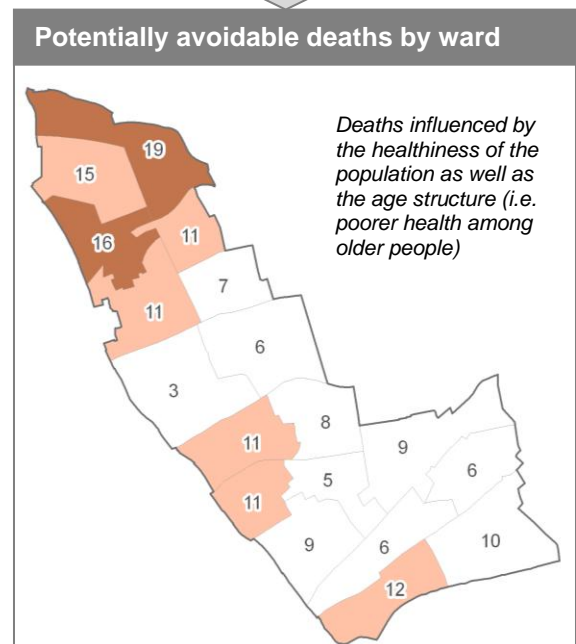 Potentially avoidable deaths by ward
Deaths influenced by
the healthiness of the
population as well as
the age structure (i.e.
poorer health among
older people)
19
15
16
11
7
11
6
3
8
11
9
5
6
11
9
6
10
12